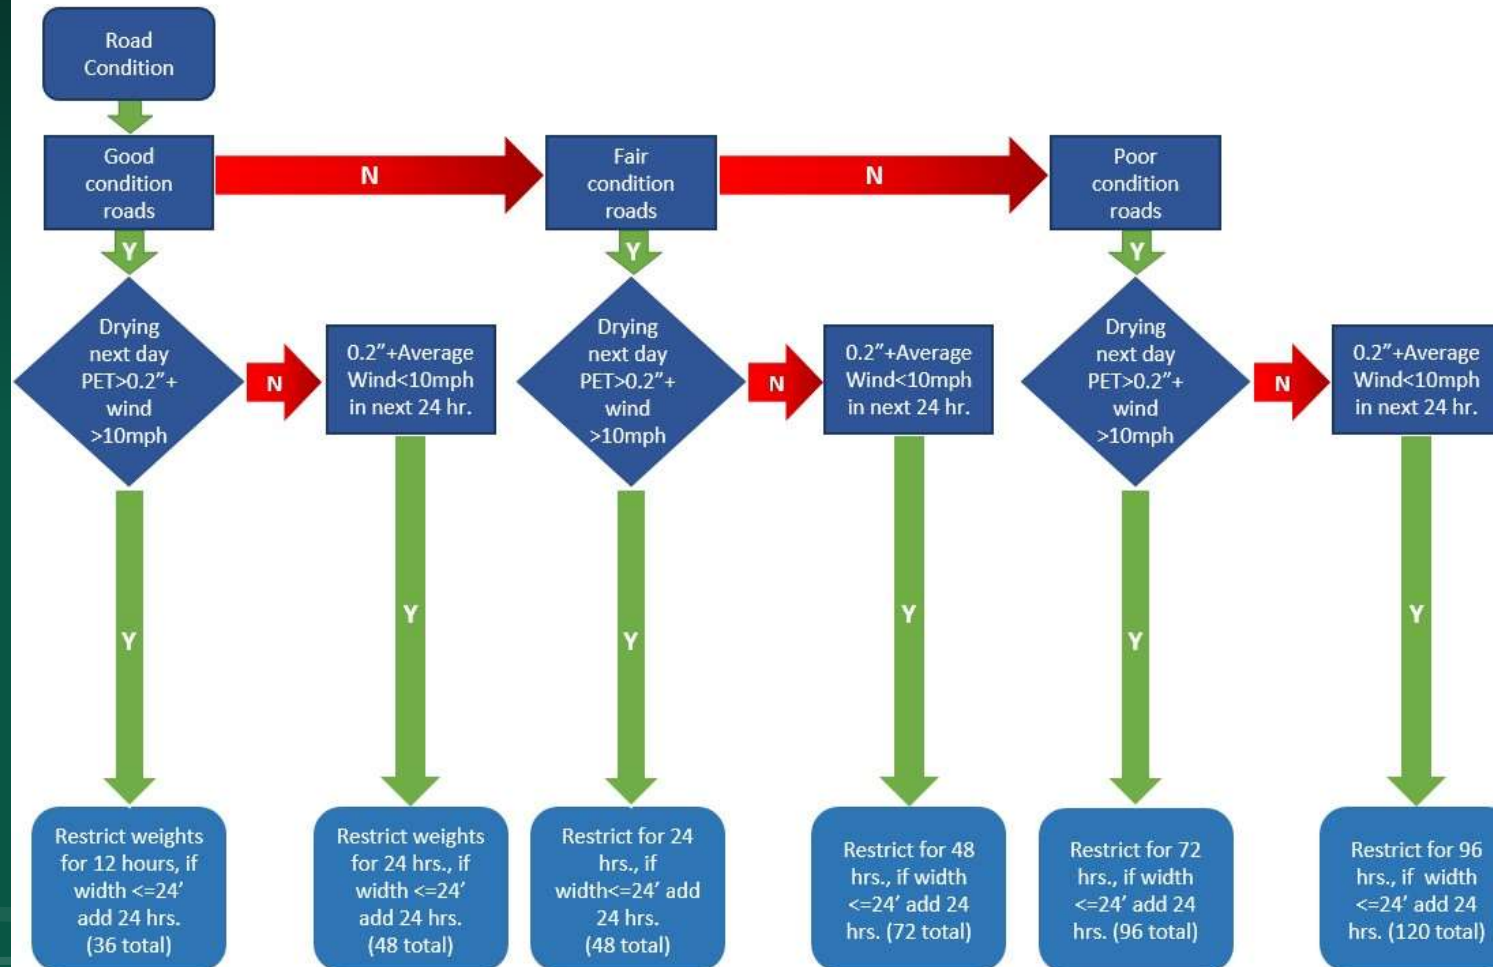 Road
Condition
Good
condition
roads
N
Fair
condition
roads
N
Poor
condition
roads
Y
Y
Y
Drying
next day
PET>0.2"+
wind
>10mph
N
0.2"+Average
Wind<10mph
in next 24 hr.
Drying
next day
PET>0.2"+
wind
>10mph
N
0.2"+Average
Wind<10mph
in next 24 hr.
Drying
next day
PET>0.2"+
wind
>10mph
N
0.2"+Average
Wind<10mph
in next 24 hr.
Y
Y
Y
Y
Y
Y
Restrict weights
for 12 hours, if
width <=24'
add 24 hrs.
(36 total)
Restrict weights
for 24 hrs., if
width <=24'
add 24 hrs.
(48 total)
Restrict for 24
hrs., if
width<=24' add
24 hrs.
(48 total)
Restrict for 48
hrs., if width
<=24' add 24
hrs. (72 total)
Restrict for 72
hrs., if width
<=24' add 24
hrs. (96 total)
Restrict for 96
hrs., if  width
<=24' add 24
hrs. (120 total)